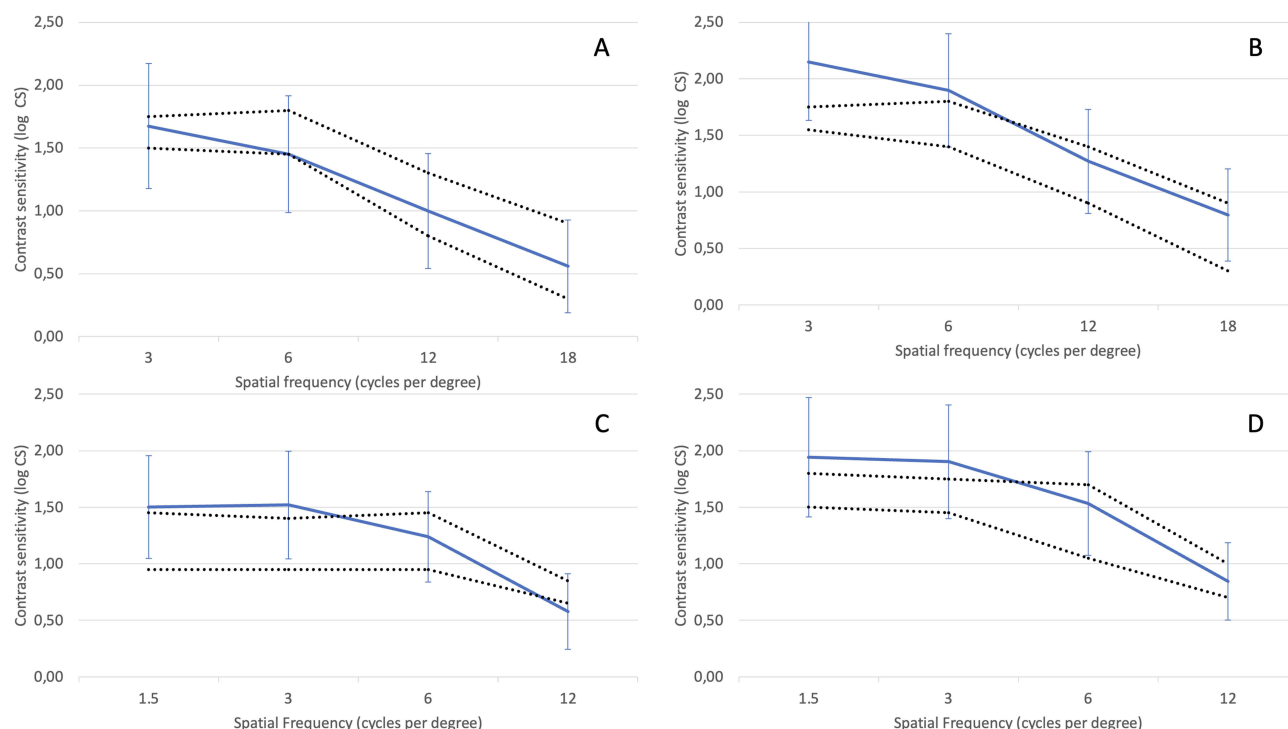 A
Contrast sensitivity (log CS)
2,50
2,00
1,50
1,00
0,50
0,00
3 6 12 18
Spatial frequency (cycles per degree)
B
Contrast sensitivity (log CS)
2,50
2,00
1,50
1,00
0,50
0,00
3 6 12 18
Spatial frequency (cycles per degree)
C
Contrast sensitivity (log CS)
2,50
2,00
1,50
1,00
0,50
0,00
1.5 3 6 12
Spatial Frequency (cycles per degree)
D
Contrast sensitivity (log CS)
2,50
2,00
1,50
1,00
0,50
0,00
1.5 3 6 12
Spatial Frequency (cycles per degree)